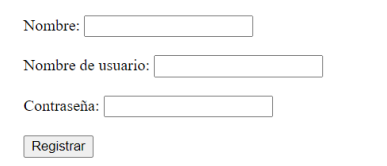 Nombre:
Nombre de usuario:
Contraseña:
Registrar